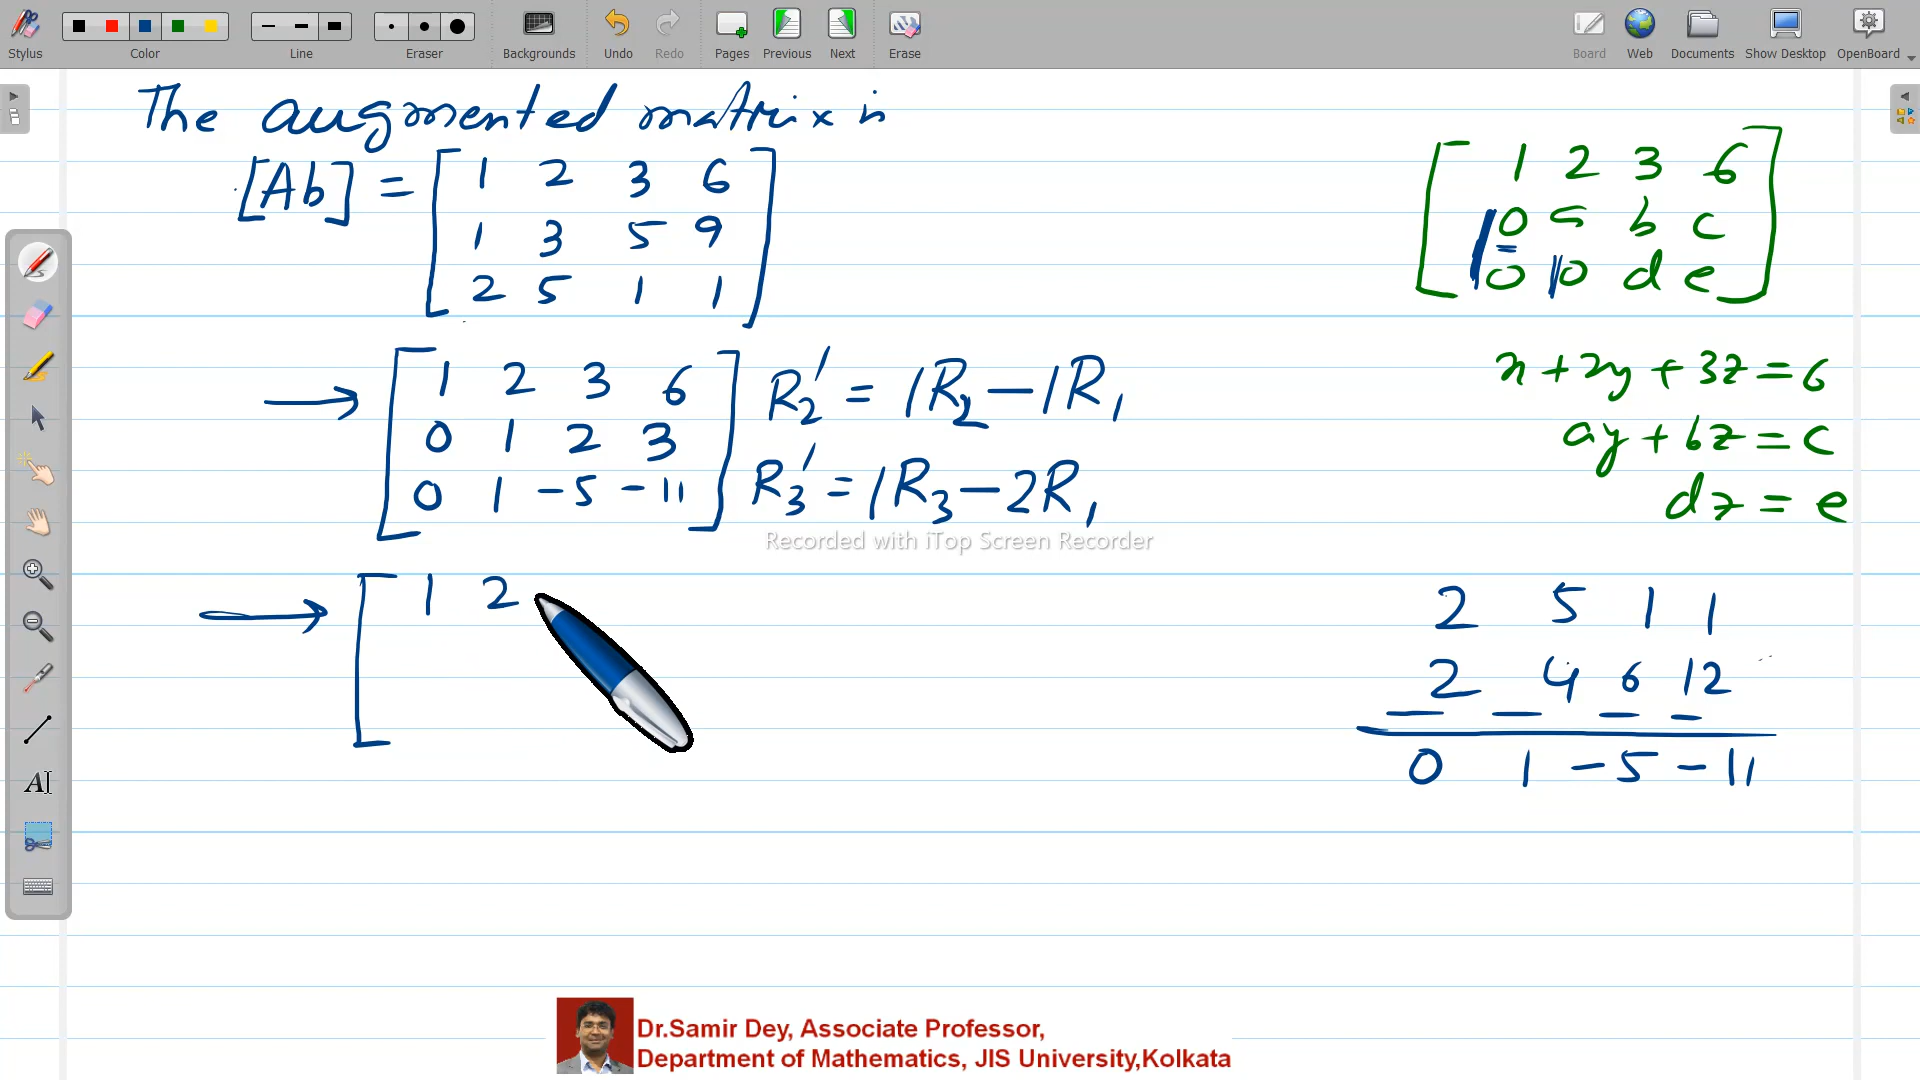 Stylus Color Line Eraser Backgrounds Undo Redo Pages Previous Next Erase Board Web Documents Show Desktop OpenBoard
The augmented matrix is
[Ab] = [ 1 2 3 6
1 3 5 9
2 5 1 1 ]
→ [ 1 2 3 6
0 1 2 3
0 1 -5 -11 ]
R2' = 1R2 - 1R1
R3' = 1R3 - 2R1
→ [ 1 2
[ 1 2 3 6
0 a b c
0 0 d e ]
x + 2y + 3z = 6
ay + bz = c
dz = e
2 5 1 1
2 4 6 12
_ _ _ _
0 1 -5 -11
Recorded with iTop Screen Recorder
AI
Dr.Samir Dey, Associate Professor,
Department of Mathematics, JIS University,Kolkata